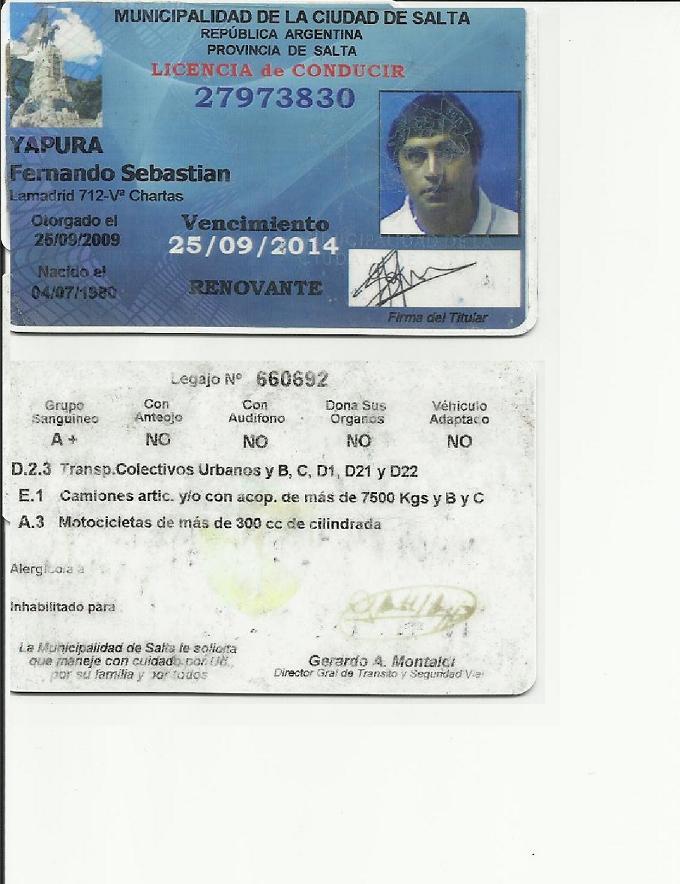 MUNICIPALIDAD DE LA CIUDAD DE SALTA
REPÚBLICA ARGENTINA
PROVINCIA DE SALTA
LICENCIA de CONDUCIR
27973830
YAPURA
Fernando Sebastian
Lamadrid 712-Vª Chartas
Otorgado el
25/09/2009
Vencimiento
25/09/2014
Nacido el
04/07/1980
RENOVANTE
Firma del Titular
Legajo Nº 660692
Grupo Sanguineo
Con Anteojo
Con Audifono
Dona Sus Organos
Vehiculo Adaptado
A + NO NO NO NO
D.2.3 Transp.Colectivos Urbanos y B, C, D1, D21 y D22
E.1 Camiones artic. y/o con acop. de más de 7500 Kgs y B y C
A.3 Motocicletas de más de 300 cc de cilindrada
Alergico/a a
Inhabilitado para
La Municipalidad de Salta le solicita
que maneje con cuidado por Ud.
por su familia y por todos
Gerardo A.
Director Gral de Transito y Seguridad Vial